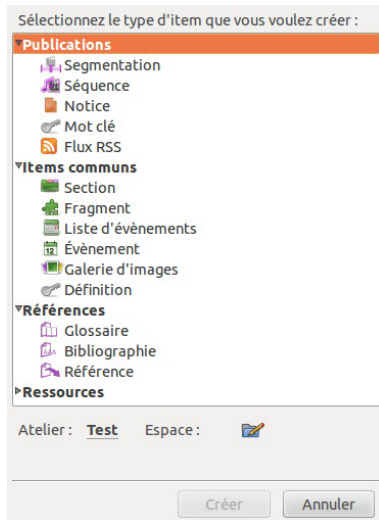 Sélectionnez le type d'item que vous voulez créer :
Publications
Segmentation
Séquence
Notice
Mot clé
Flux RSS
Items communs
Section
Fragment
Liste d'évènements
Évènement
Galerie d'images
Définition
Références
Glossaire
Bibliographie
Référence
Ressources
Atelier : Test Espace :
Créer Annuler